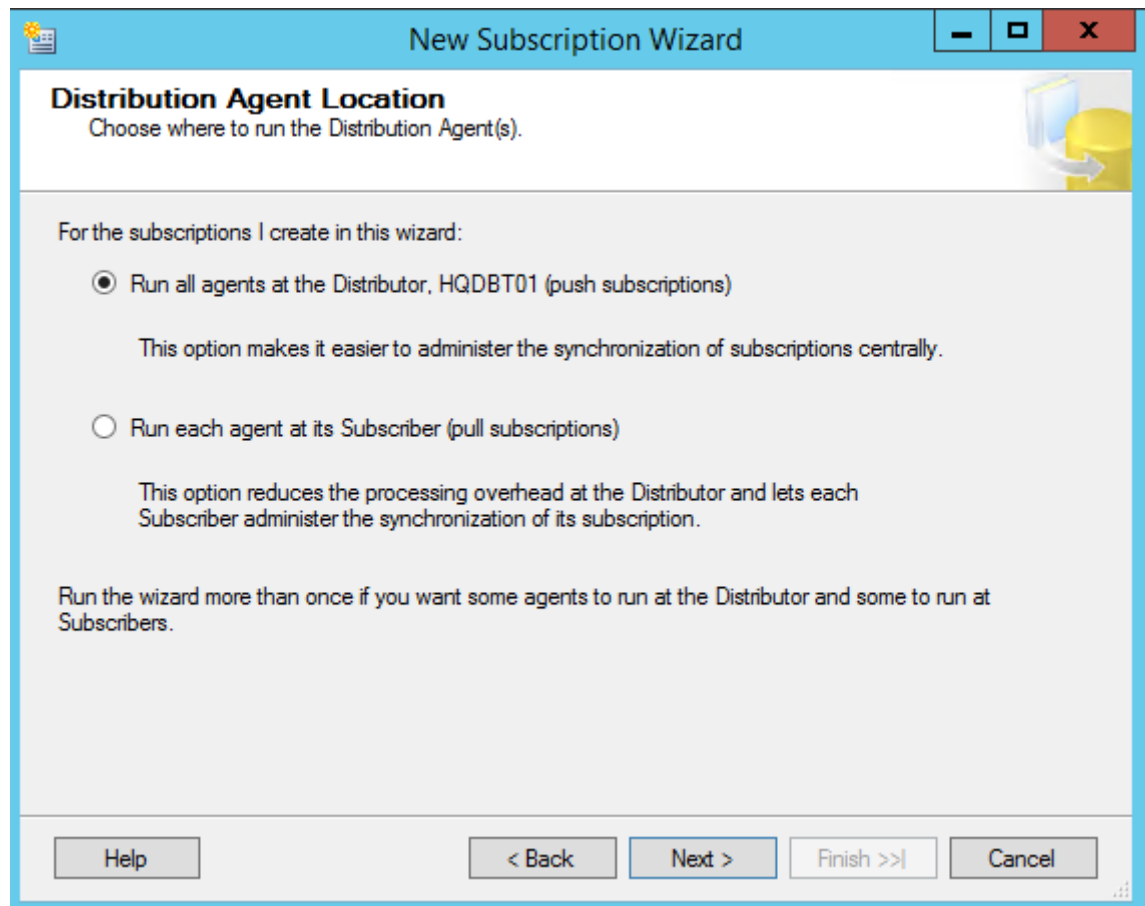 New Subscription Wizard
Distribution Agent Location
Choose where to run the Distribution Agent(s).
For the subscriptions I create in this wizard:
Run all agents at the Distributor, HQDBT01 (push subscriptions)
This option makes it easier to administer the synchronization of subscriptions centrally.
Run each agent at its Subscriber (pull subscriptions)
This option reduces the processing overhead at the Distributor and lets each
Subscriber administer the synchronization of its subscription.
Run the wizard more than once if you want some agents to run at the Distributor and some to run at
Subscribers.
Help
< Back
Next >
Finish >>|
Cancel